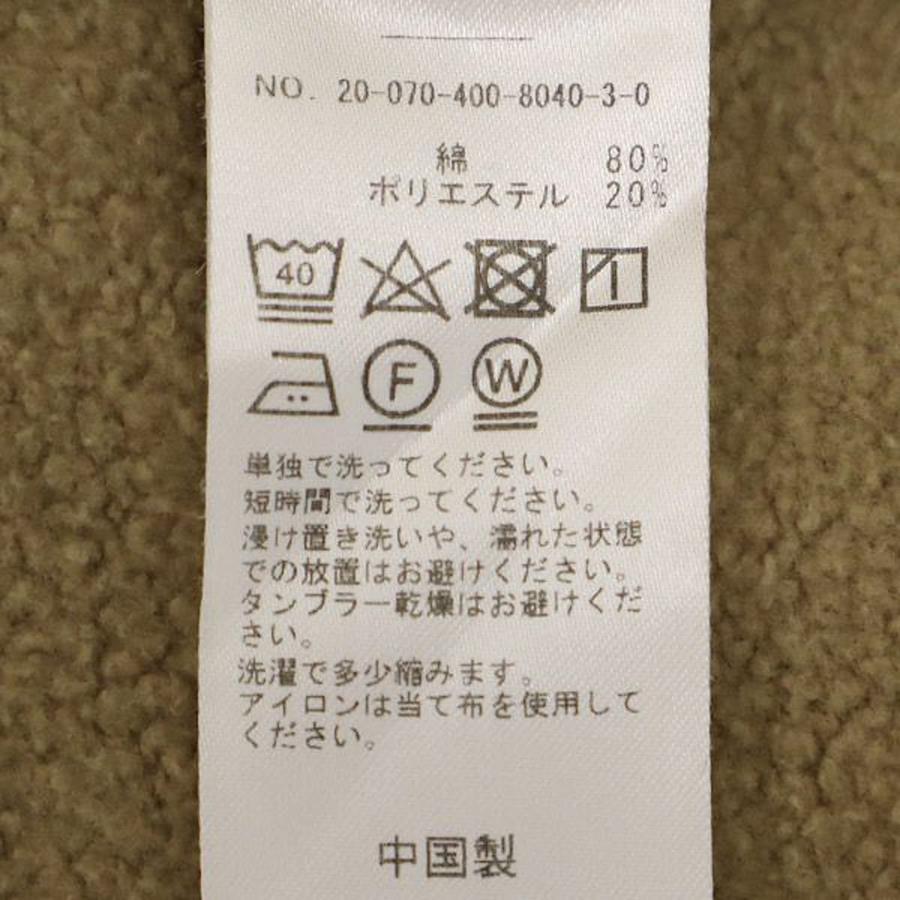 NO. 20-070-400-8040-3-0
綿 80%
ポリエステル 20%
40
F W
単独で洗ってください。
短時間で洗ってください。
浸け置き洗いや、濡れた状態
での放置はお避けください。
タンブラー乾燥はお避けくだ
さい。
洗濯で多少縮みます。
アイロンは当て布を使用して
ください。
中国製